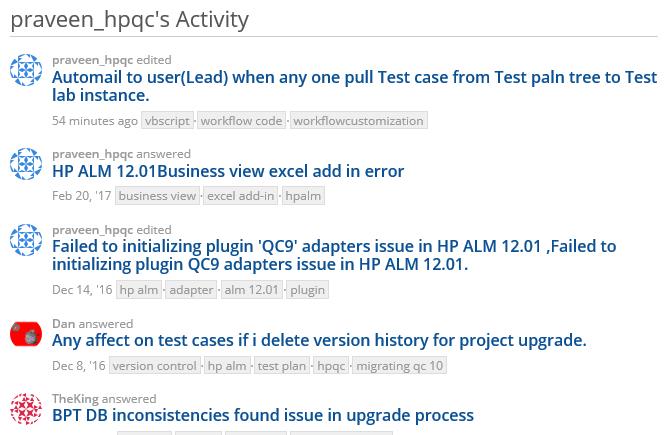 praveen_hpqc's Activity
praveen_hpqc edited
Automail to user(Lead) when any one pull Test case from Test paln tree to Test
lab instance.
54 minutes ago vbscript · workflow code · workflowcustomization
praveen_hpqc answered
HP ALM 12.01Business view excel add in error
Feb 20, '17 business view · excel add-in · hpalm
praveen_hpqc edited
Failed to initializing plugin 'QC9' adapters issue in HP ALM 12.01 ,Failed to
initializing plugin QC9 adapters issue in HP ALM 12.01.
Dec 14, '16 hp alm · adapter · alm 12.01 · plugin
Dan answered
Any affect on test cases if i delete version history for project upgrade.
Dec 8, '16 version control · hp alm · test plan · hpqc · migrating qc 10
TheKing answered
BPT DB inconsistencies found issue in upgrade process